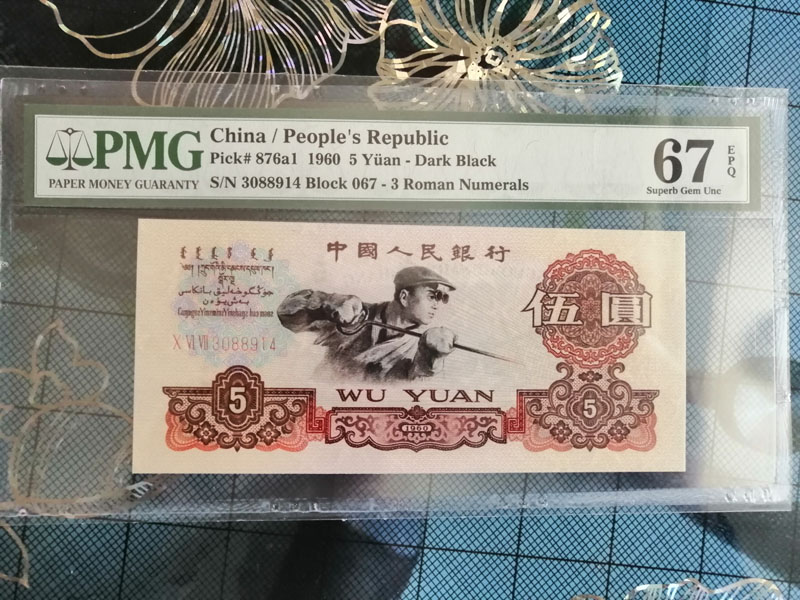 PMG
PAPER MONEY GUARANTY
China / People's Republic
Pick# 876a1 1960 5 Yüan - Dark Black
S/N 3088914 Block 067 - 3 Roman Numerals
67 EPQ
Superb Gem Unc
中國人民銀行
伍圓
X VI VII 3088914
WU YUAN
5
1960
5